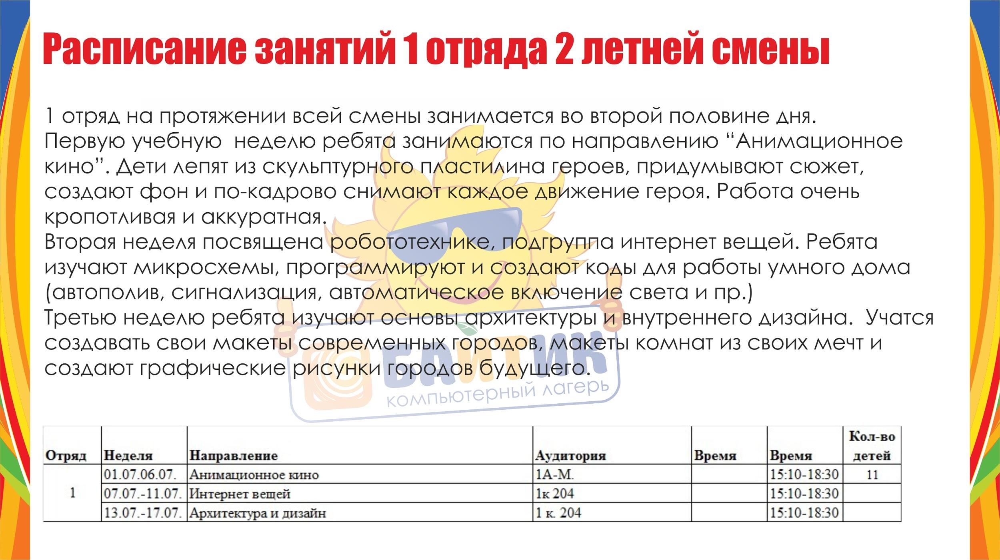 Расписание занятий 1 отряда 2 летней смены
1 отряд на протяжении всей смены занимается во второй половине дня.
Первую учебную  неделю ребята занимаются по направлению “Анимационное
кино”. Дети лепят из скульптурного пластилина героев, придумывают сюжет,
создают фон и по-кадрово снимают каждое движение героя. Работа очень
кропотливая и аккуратная.
Вторая неделя посвящена робототехнике, подгруппа интернет вещей. Ребята
изучают микросхемы, программируют и создают коды для работы умного дома
(автополив, сигнализация, автоматическое включение света и пр.)
Третью неделю ребята изучают основы архитектуры и внутреннего дизайна.  Учатся
создавать свои макеты современных городов, макеты комнат из своих мечт и
создают графические рисунки городов будущего.
БАЙТИК
компьютерный лагерь
Отряд Неделя Направление Аудитория Время Время Кол-во детей
1 01.07.06.07. Анимационное кино 1А-М. 15:10-18:30 11
07.07.-11.07. Интернет вещей 1к 204 15:10-18:30
13.07.-17.07. Архитектура и дизайн 1 к. 204 15:10-18:30